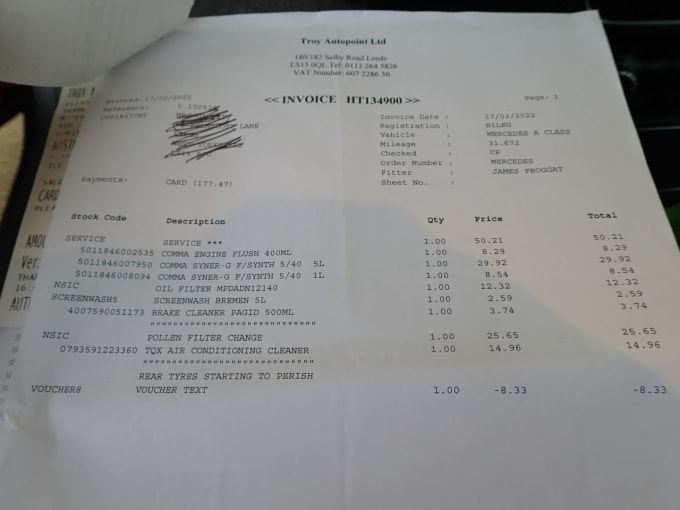 Troy Autopoint Ltd
180/182 Selby Road Leeds
LS15 0QL Tel: 0113 264 5826
VAT Number: 607 2286 50
Printed: 17/02/2022
<< INVOICE HT134900 >>
Page: 1
Reference:
LANE
Invoice Date : 17/02/2022
Registration : B1LEG
Vehicle : MERCEDES A CLASS
Mileage : 31.672
Checked : CP
Order Number : MERCEDES
Fitter : JAMES FROGGAT
Sheet No. :
Payments: CARD (177.47)
Stock Code Description Qty Price Total
SERVICE SERVICE *** 1.00 50.21 50.21
5011846002535 COMMA ENGINE FLUSH 400ML 1.00 8.29 8.29
5011846007950 COMMA SYNER-G F/SYNTH 5/40 5L 1.00 29.92 29.92
5011846008094 COMMA SYNER-G F/SYNTH 5/40 1L 1.00 8.54 8.54
NSIC OIL FILTER MPDADN12140 1.00 12.32 12.32
SCREENWASH5 SCREENWASH BREMEN 5L 1.00 2.59 2.59
4007590051173 BRAKE CLEANER PAGID 500ML 1.00 3.74 3.74
"""""""""""""""""""""""""""""
NSIC POLLEN FILTER CHANGE 1.00 25.65 25.65
0793591223360 TQX AIR CONDITIONING CLEANER 1.00 14.96 14.96
"""""""""""""""""""""""""""""
REAR TYRES STARTING TO PERISH
VOUCHER8 VOUCHER TEXT 1.00 -8.33 -8.33